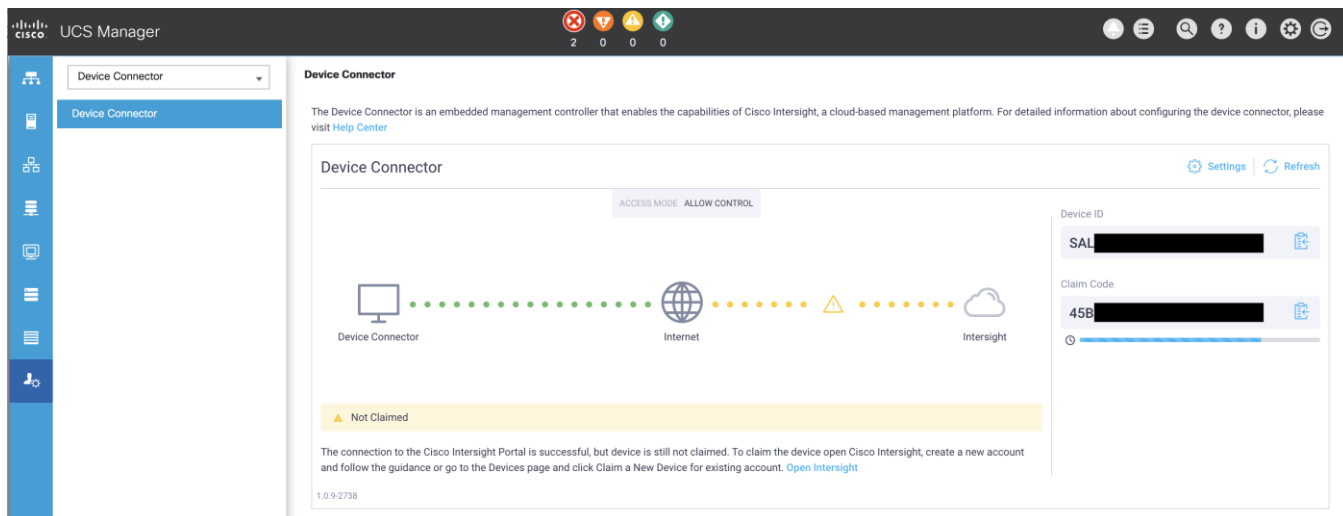 cisco UCS Manager
2 0 0 0
Device Connector
Device Connector
Device Connector
The Device Connector is an embedded management controller that enables the capabilities of Cisco Intersight, a cloud-based management platform. For detailed information about configuring the device connector, please
visit Help Center
Device Connector
Settings Refresh
ACCESS MODE ALLOW CONTROL
Device ID
SAL
Claim Code
45B
Device Connector Internet Intersight
Not Claimed
The connection to the Cisco Intersight Portal is successful, but device is still not claimed. To claim the device open Cisco Intersight, create a new account
and follow the guidance or go to the Devices page and click Claim a New Device for existing account. Open Intersight
1.0.9-2738